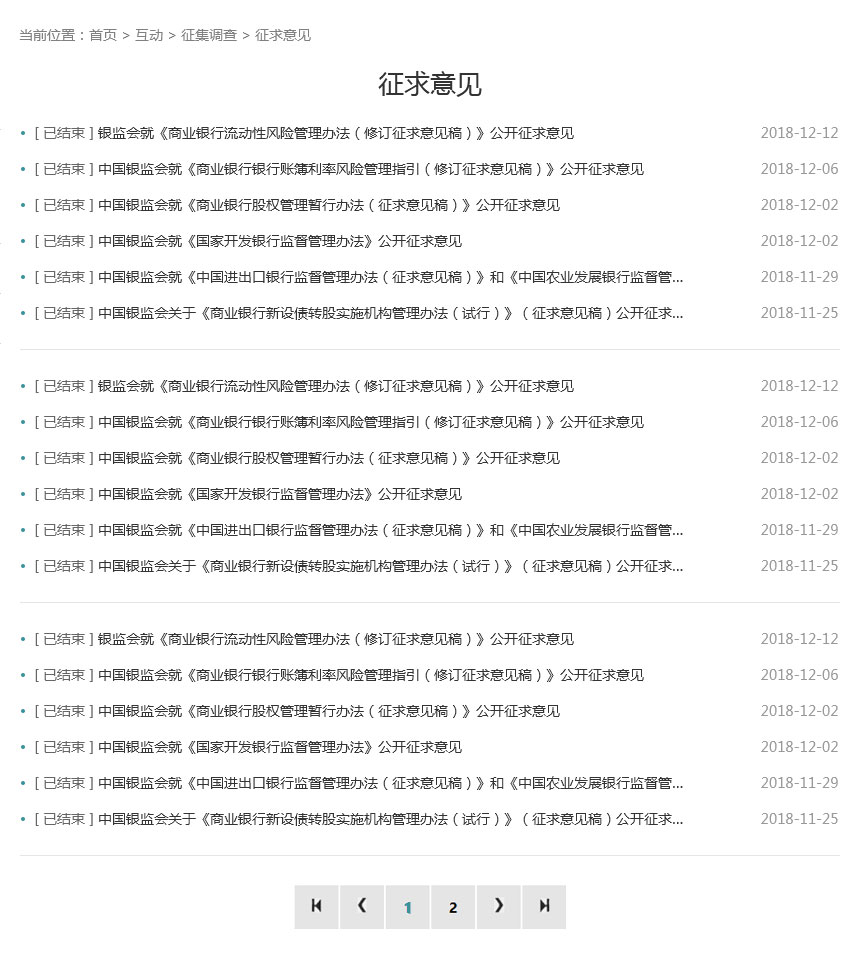 当前位置：首页 > 互动 > 征集调查 > 征求意见
征求意见
• [ 已结束 ] 银监会就《商业银行流动性风险管理办法（修订征求意见稿）》公开征求意见 2018-12-12
• [ 已结束 ] 中国银监会就《商业银行银行账簿利率风险管理指引（修订征求意见稿）》公开征求意见 2018-12-06
• [ 已结束 ] 中国银监会就《商业银行股权管理暂行办法（征求意见稿）》公开征求意见 2018-12-02
• [ 已结束 ] 中国银监会就《国家开发银行监督管理办法》公开征求意见 2018-12-02
• [ 已结束 ] 中国银监会就《中国进出口银行监督管理办法（征求意见稿）》和《中国农业发展银行监督管... 2018-11-29
• [ 已结束 ] 中国银监会关于《商业银行新设债转股实施机构管理办法（试行）》（征求意见稿）公开征求... 2018-11-25
• [ 已结束 ] 银监会就《商业银行流动性风险管理办法（修订征求意见稿）》公开征求意见 2018-12-12
• [ 已结束 ] 中国银监会就《商业银行银行账簿利率风险管理指引（修订征求意见稿）》公开征求意见 2018-12-06
• [ 已结束 ] 中国银监会就《商业银行股权管理暂行办法（征求意见稿）》公开征求意见 2018-12-02
• [ 已结束 ] 中国银监会就《国家开发银行监督管理办法》公开征求意见 2018-12-02
• [ 已结束 ] 中国银监会就《中国进出口银行监督管理办法（征求意见稿）》和《中国农业发展银行监督管... 2018-11-29
• [ 已结束 ] 中国银监会关于《商业银行新设债转股实施机构管理办法（试行）》（征求意见稿）公开征求... 2018-11-25
• [ 已结束 ] 银监会就《商业银行流动性风险管理办法（修订征求意见稿）》公开征求意见 2018-12-12
• [ 已结束 ] 中国银监会就《商业银行银行账簿利率风险管理指引（修订征求意见稿）》公开征求意见 2018-12-06
• [ 已结束 ] 中国银监会就《商业银行股权管理暂行办法（征求意见稿）》公开征求意见 2018-12-02
• [ 已结束 ] 中国银监会就《国家开发银行监督管理办法》公开征求意见 2018-12-02
• [ 已结束 ] 中国银监会就《中国进出口银行监督管理办法（征求意见稿）》和《中国农业发展银行监督管... 2018-11-29
• [ 已结束 ] 中国银监会关于《商业银行新设债转股实施机构管理办法（试行）》（征求意见稿）公开征求... 2018-11-25
1 2